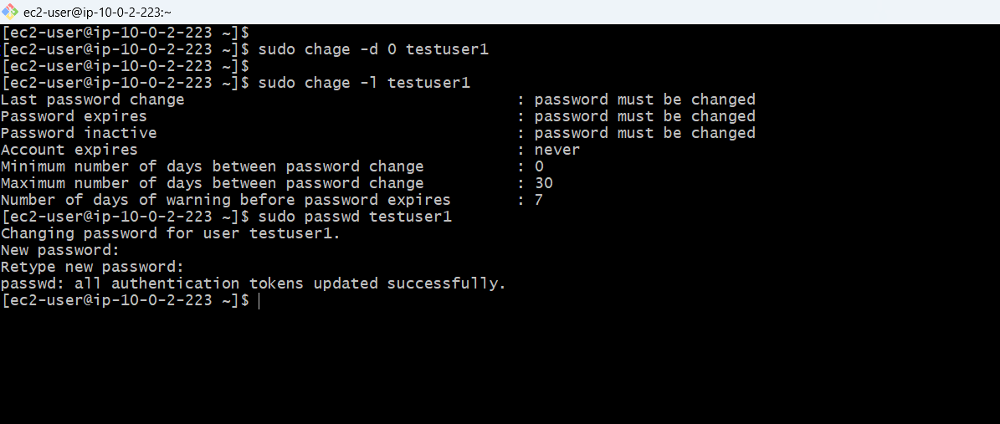 ec2-user@ip-10-0-2-223:~
[ec2-user@ip-10-0-2-223 ~]$
[ec2-user@ip-10-0-2-223 ~]$ sudo chage -d 0 testuser1
[ec2-user@ip-10-0-2-223 ~]$
[ec2-user@ip-10-0-2-223 ~]$ sudo chage -l testuser1
Last password change : password must be changed
Password expires : password must be changed
Password inactive : password must be changed
Account expires : never
Minimum number of days between password change : 0
Maximum number of days between password change : 30
Number of days of warning before password expires : 7
[ec2-user@ip-10-0-2-223 ~]$ sudo passwd testuser1
Changing password for user testuser1.
New password:
Retype new password:
passwd: all authentication tokens updated successfully.
[ec2-user@ip-10-0-2-223 ~]$